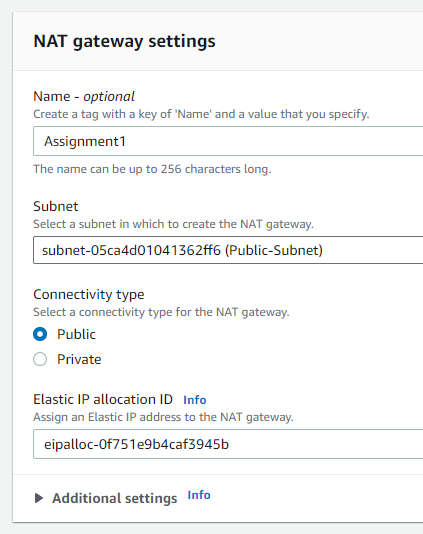 NAT gateway settings
Name - optional
Create a tag with a key of 'Name' and a value that you specify.
Assignment1
The name can be up to 256 characters long.
Subnet
Select a subnet in which to create the NAT gateway.
subnet-05ca4d01041362ff6 (Public-Subnet)
Connectivity type
Select a connectivity type for the NAT gateway.
Public
Private
Elastic IP allocation ID Info
Assign an Elastic IP address to the NAT gateway.
eipalloc-0f751e9b4caf3945b
Additional settings Info